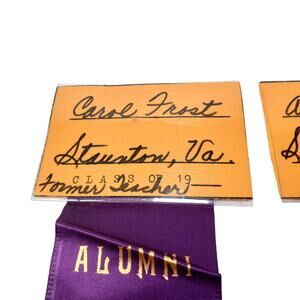 Carol Frost
Staunton, Va.
CLASS OF 19
Former Teacher —
ALUMNI